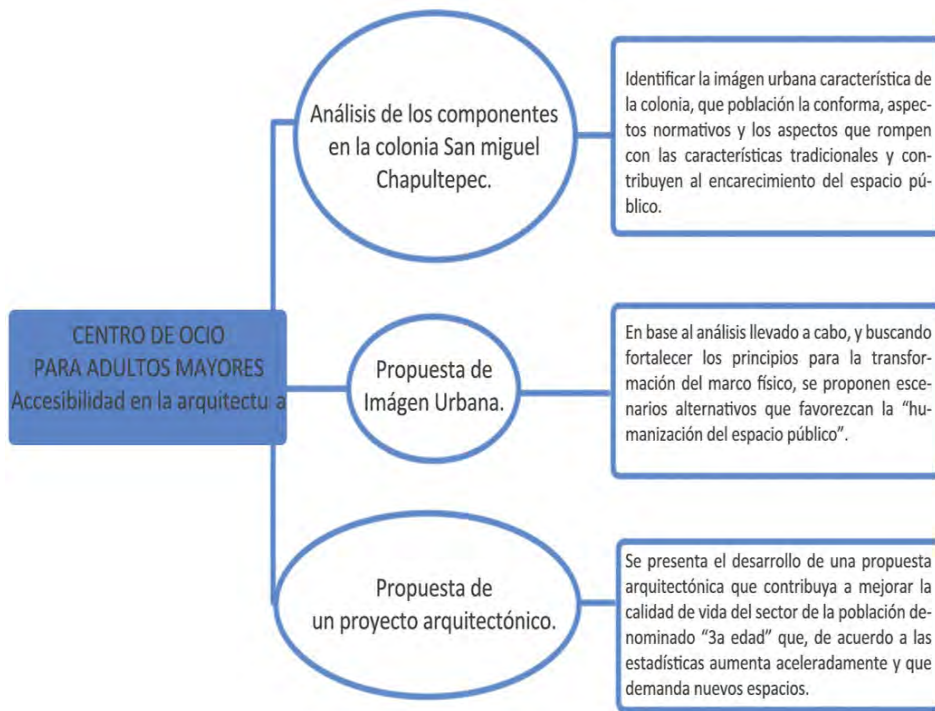 CENTRO DE OCIO
PARA ADULTOS MAYORES
Accesibilidad en la arquitectu a
Análisis de los componentes
en la colonia San miguel
Chapultepec.
Identificar la imágen urbana característica de
la colonia, que población la conforma, aspec-
tos normativos y los aspectos que rompen
con las características tradicionales y con-
tribuyen al encarecimiento del espacio pú-
blico.
Propuesta de
Imágen Urbana.
En base al análisis llevado a cabo, y buscando
fortalecer los principios para la transfor-
mación del marco físico, se proponen esce-
narios alternativos que favorezcan la “hu-
manización del espacio público”.
Propuesta de
un proyecto arquitectónico.
Se presenta el desarrollo de una propuesta
arquitectónica que contribuya a mejorar la
calidad de vida del sector de la población de-
nominado “3a edad” que, de acuerdo a las
estadísticas aumenta aceleradamente y que
demanda nuevos espacios.